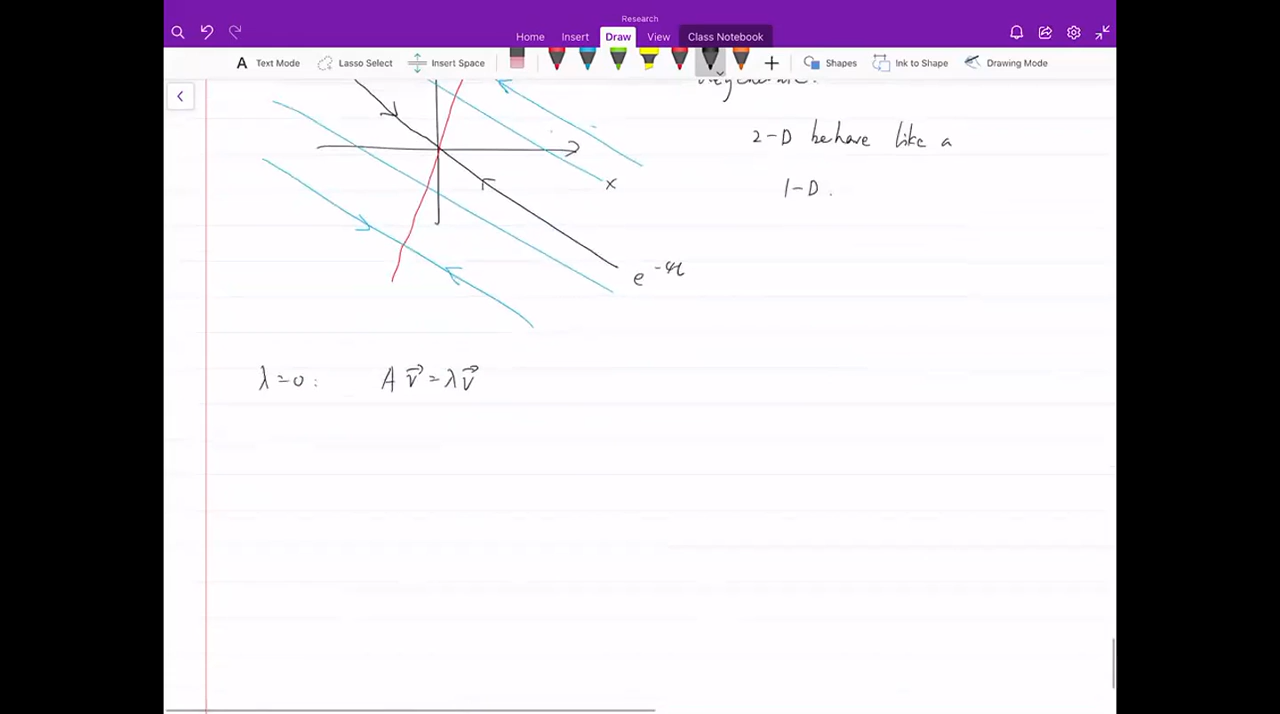 Research
Home Insert Draw View Class Notebook
A Text Mode Lasso Select Insert Space Shapes Ink to Shape Drawing Mode
2-D behave like a
x
1-D.
e^{-4t}
λ=0: A v⃗ = λ v⃗